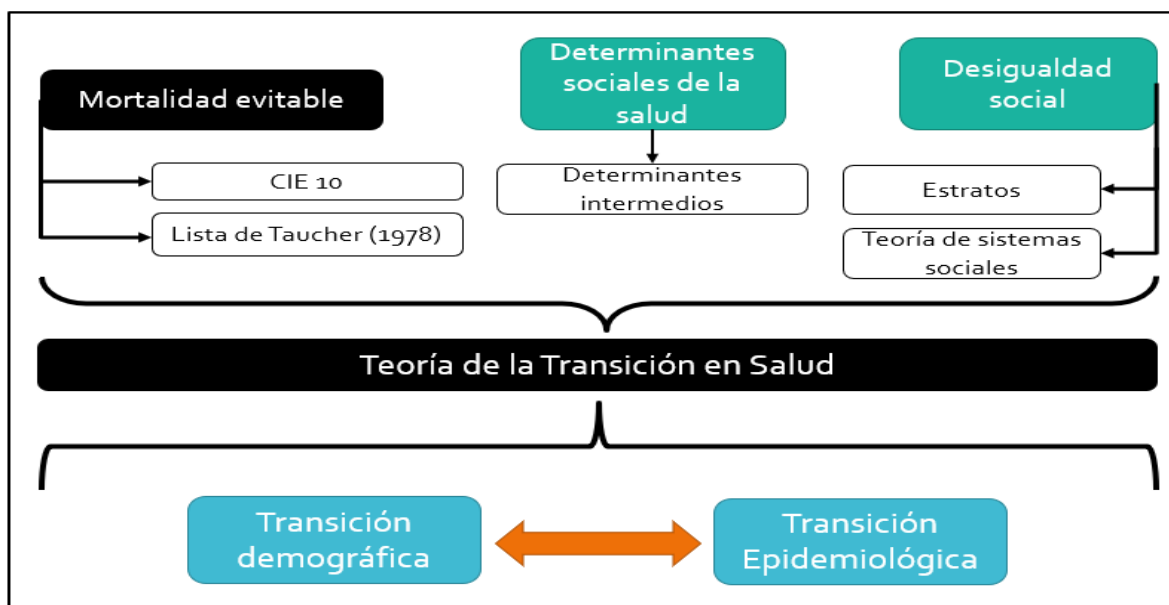 Mortalidad evitable
CIE 10
Lista de Taucher (1978)
Determinantes
sociales de la
salud
Determinantes
intermedios
Desigualdad
social
Estratos
Teoría de sistemas
sociales
Teoría de la Transición en Salud
Transición
demográfica
Transición
Epidemiológica